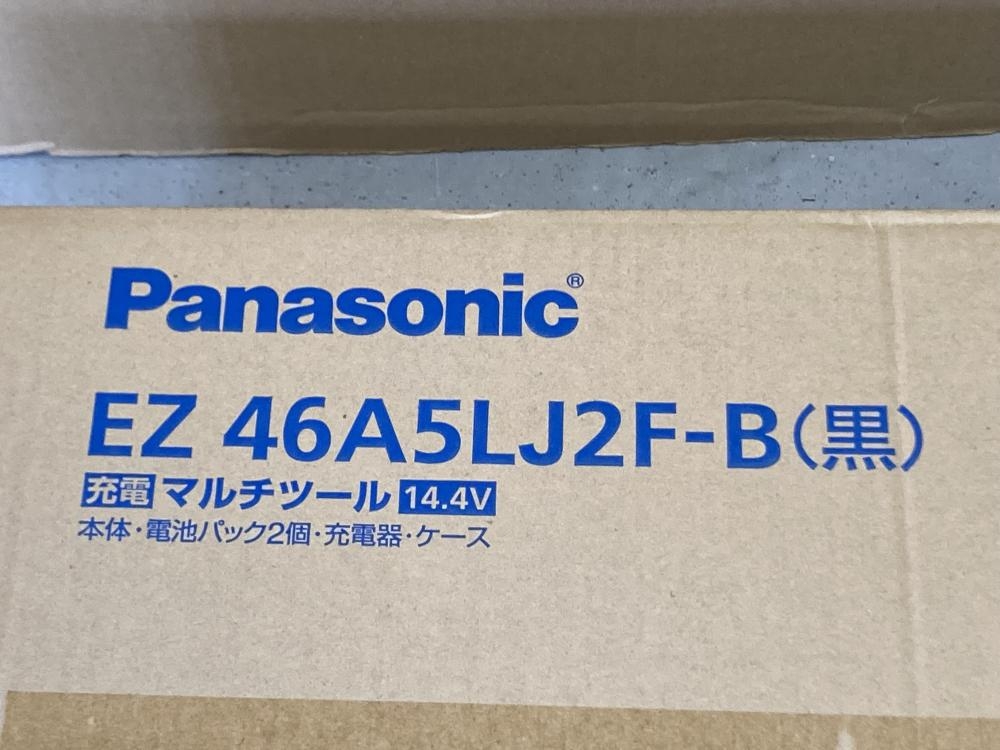 Panasonic®
EZ 46A5LJ2F-B(黒)
充電 マルチツール 14.4V
本体・電池パック2個・充電器・ケース